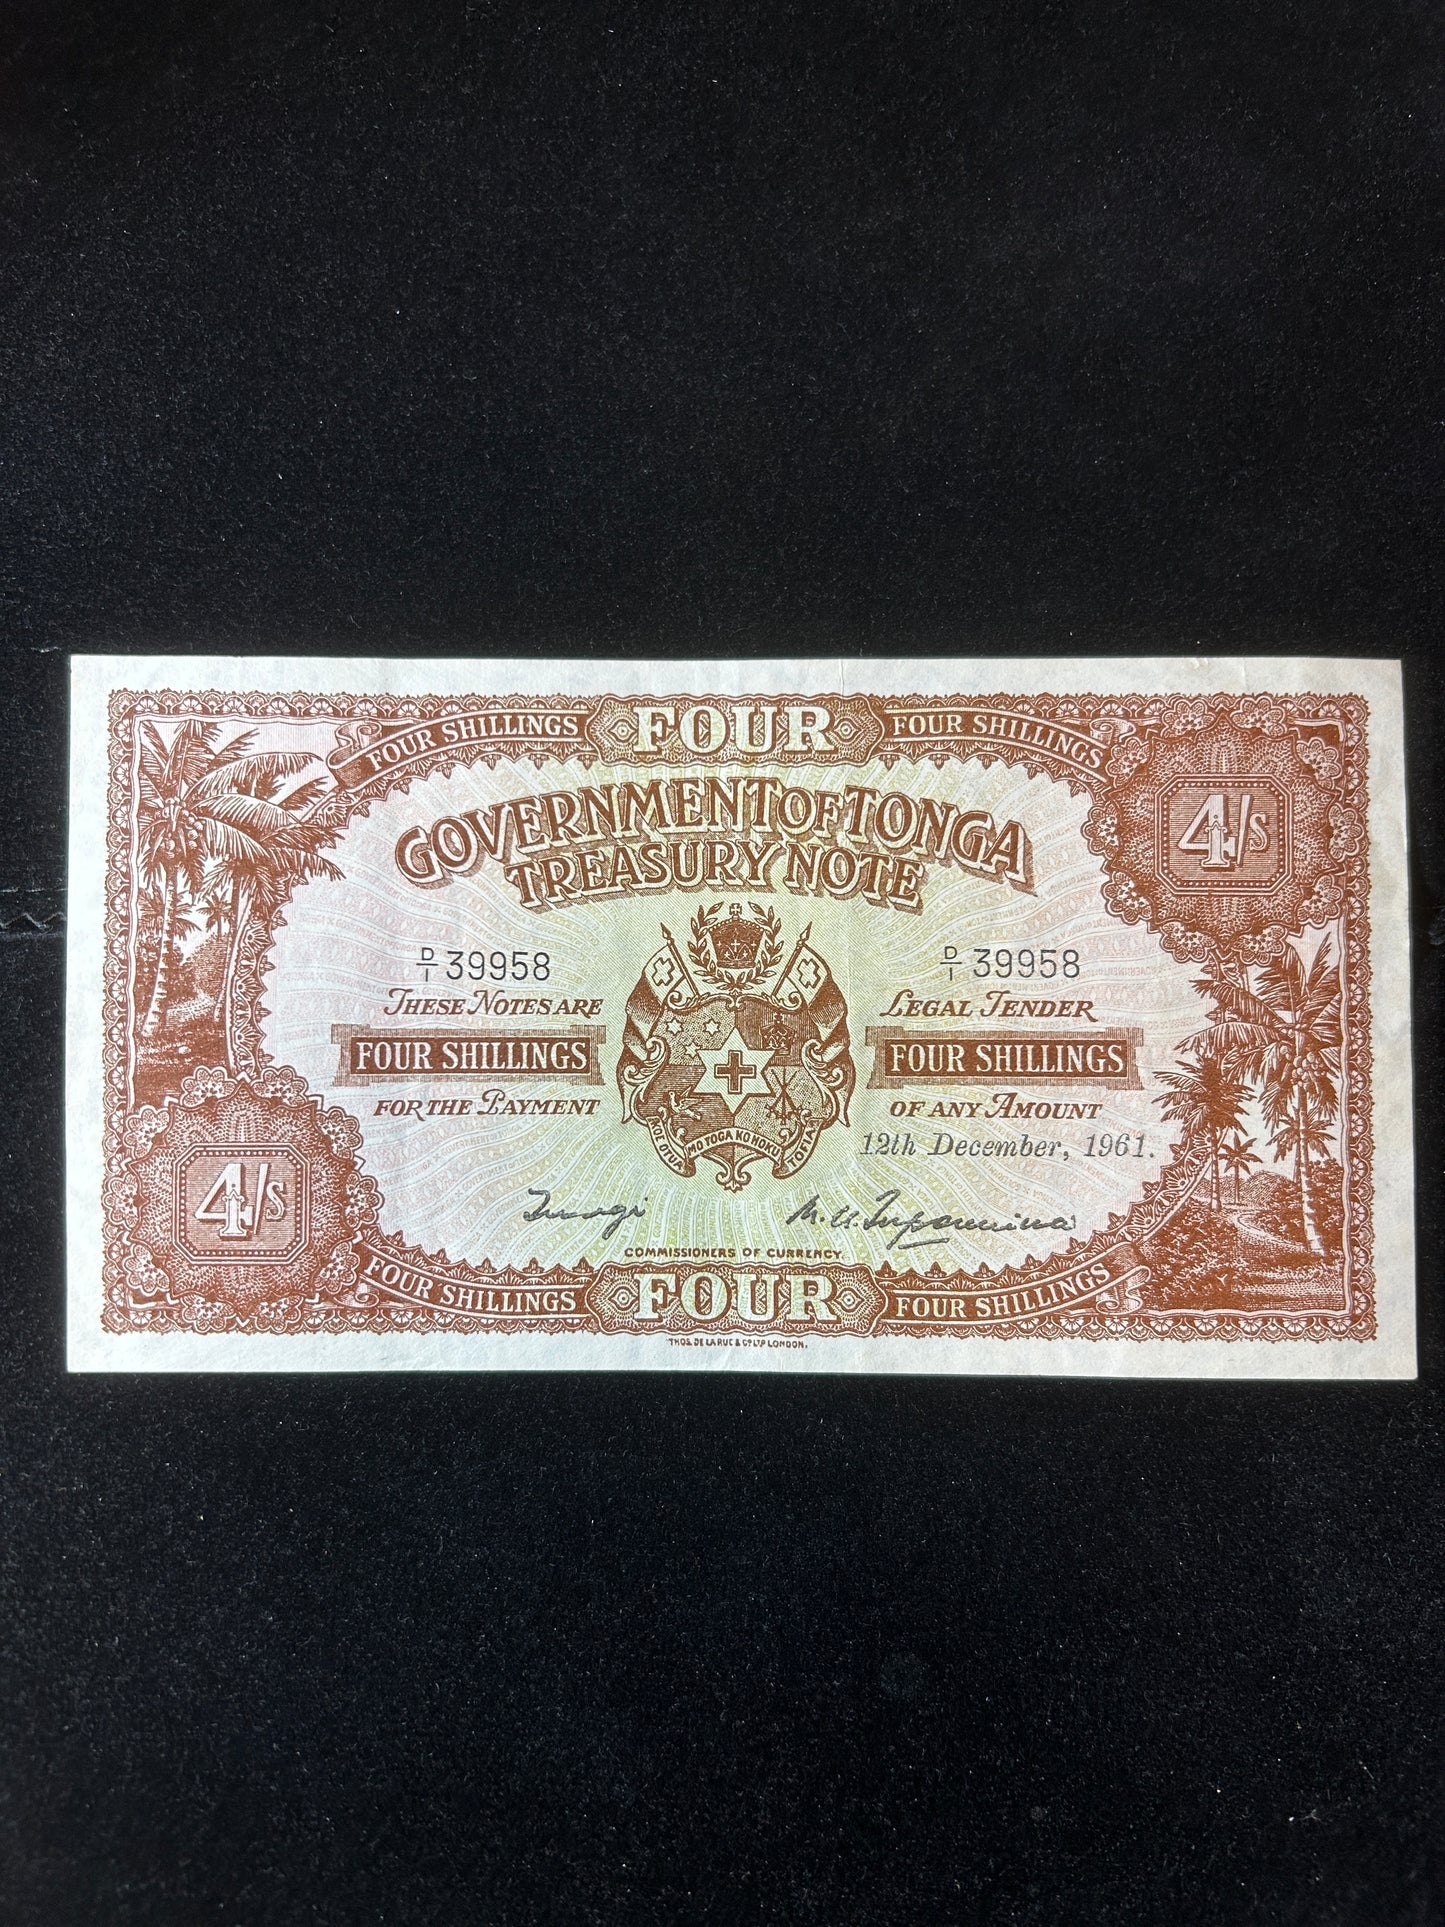 FOUR SHILLINGS FOUR FOUR SHILLINGS
4/s
GOVERNMENT OF TONGA
TREASURY NOTE
D/1 39958 D/1 39958
THESE NOTES ARE LEGAL TENDER
FOUR SHILLINGS FOUR SHILLINGS
FOR THE PAYMENT OF ANY AMOUNT
KOE OTUA MO TOGA KO HOKU TOFIA
12th December, 1961.
4/s
COMMISSIONERS OF CURRENCY.
FOUR SHILLINGS FOUR FOUR SHILLINGS
THOS. DE LA RUE & CO. LTD. LONDON.